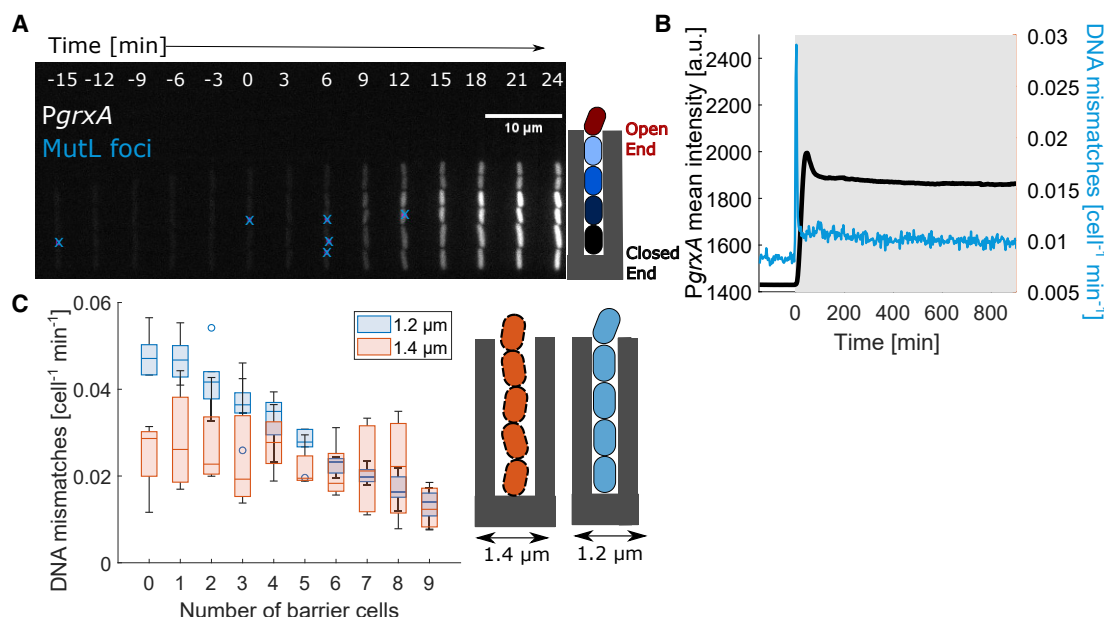 A
Time [min]
-15 -12 -9 -6 -3 0 3 6 9 12 15 18 21 24
PgrxA
MutL foci
10 µm
Open
End
Closed
End
B
PgrxA mean intensity [a.u.]
2400
2200
2000
1800
1600
1400
0 200 400 600 800
Time [min]
0.03
0.025
0.02
0.015
0.01
0.005
DNA mismatches [cell⁻¹ min⁻¹]
C
DNA mismatches [cell⁻¹ min⁻¹]
0.06
0.04
0.02
0
0 1 2 3 4 5 6 7 8 9
Number of barrier cells
1.2 µm
1.4 µm
1.4 µm
1.2 µm